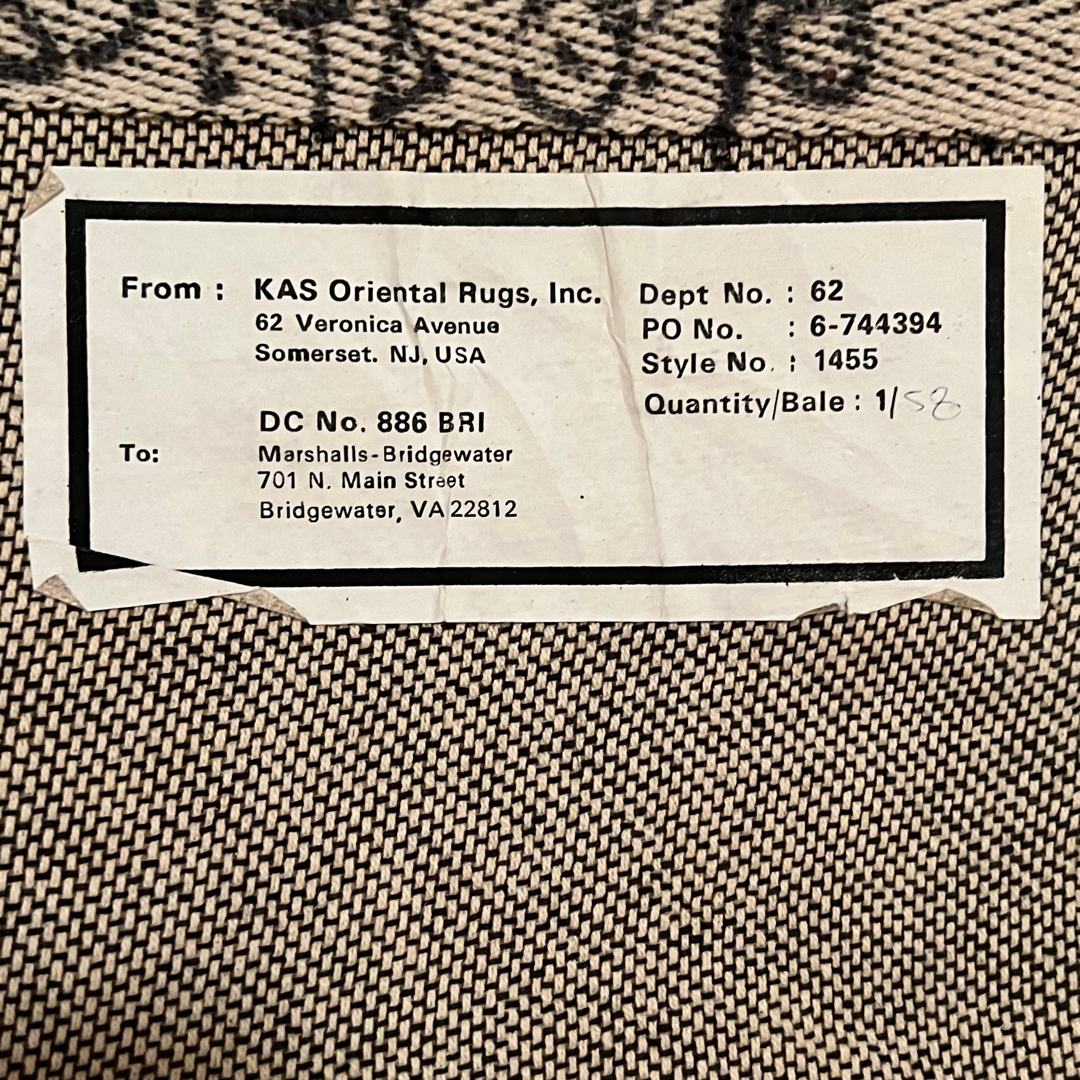 From : KAS Oriental Rugs, Inc.
62 Veronica Avenue
Somerset. NJ, USA
Dept No. : 62
PO No. : 6-744394
Style No. : 1455
Quantity/Bale : 1/58
DC No. 886 BRI
To: Marshalls-Bridgewater
701 N. Main Street
Bridgewater, VA 22812